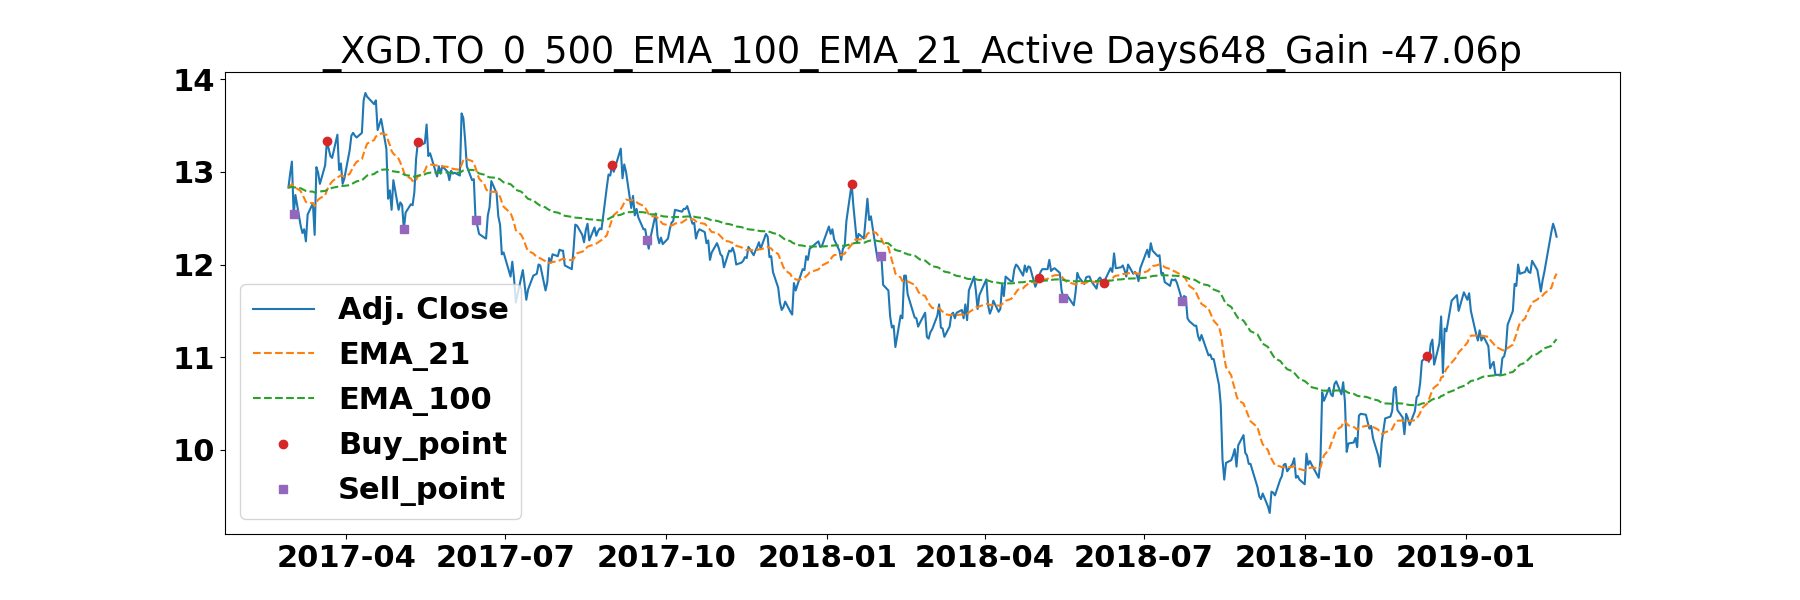 _XGD.TO_0_500_EMA_100_EMA_21_Active Days648_Gain -47.06p
14
13
12
11
10
Adj. Close
EMA_21
EMA_100
Buy_point
Sell_point
2017-04 2017-07 2017-10 2018-01 2018-04 2018-07 2018-10 2019-01